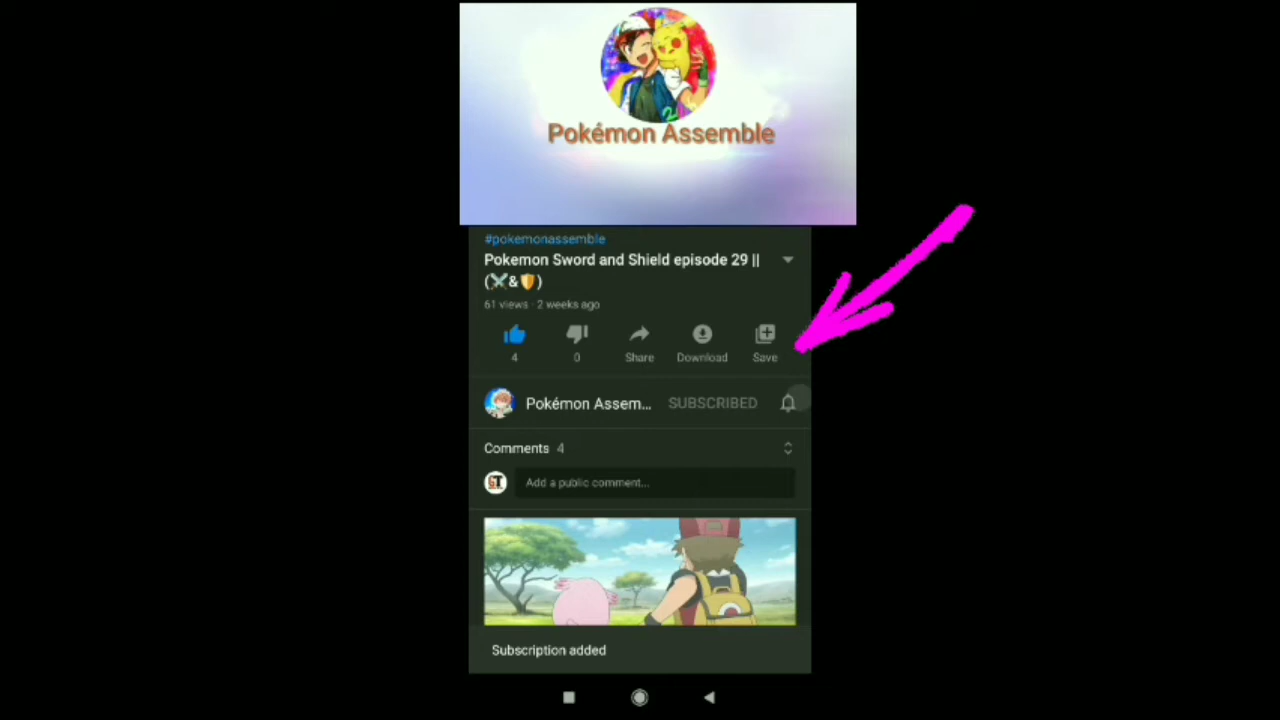 Pokémon Assemble
#pokemonassemble
Pokemon Sword and Shield episode 29 ||
(⚔️&🛡️)
61 views · 2 weeks ago
4
0
Share
Download
Save
Pokémon Assem...
SUBSCRIBED
Comments 4
GT
Add a public comment...
Subscription added